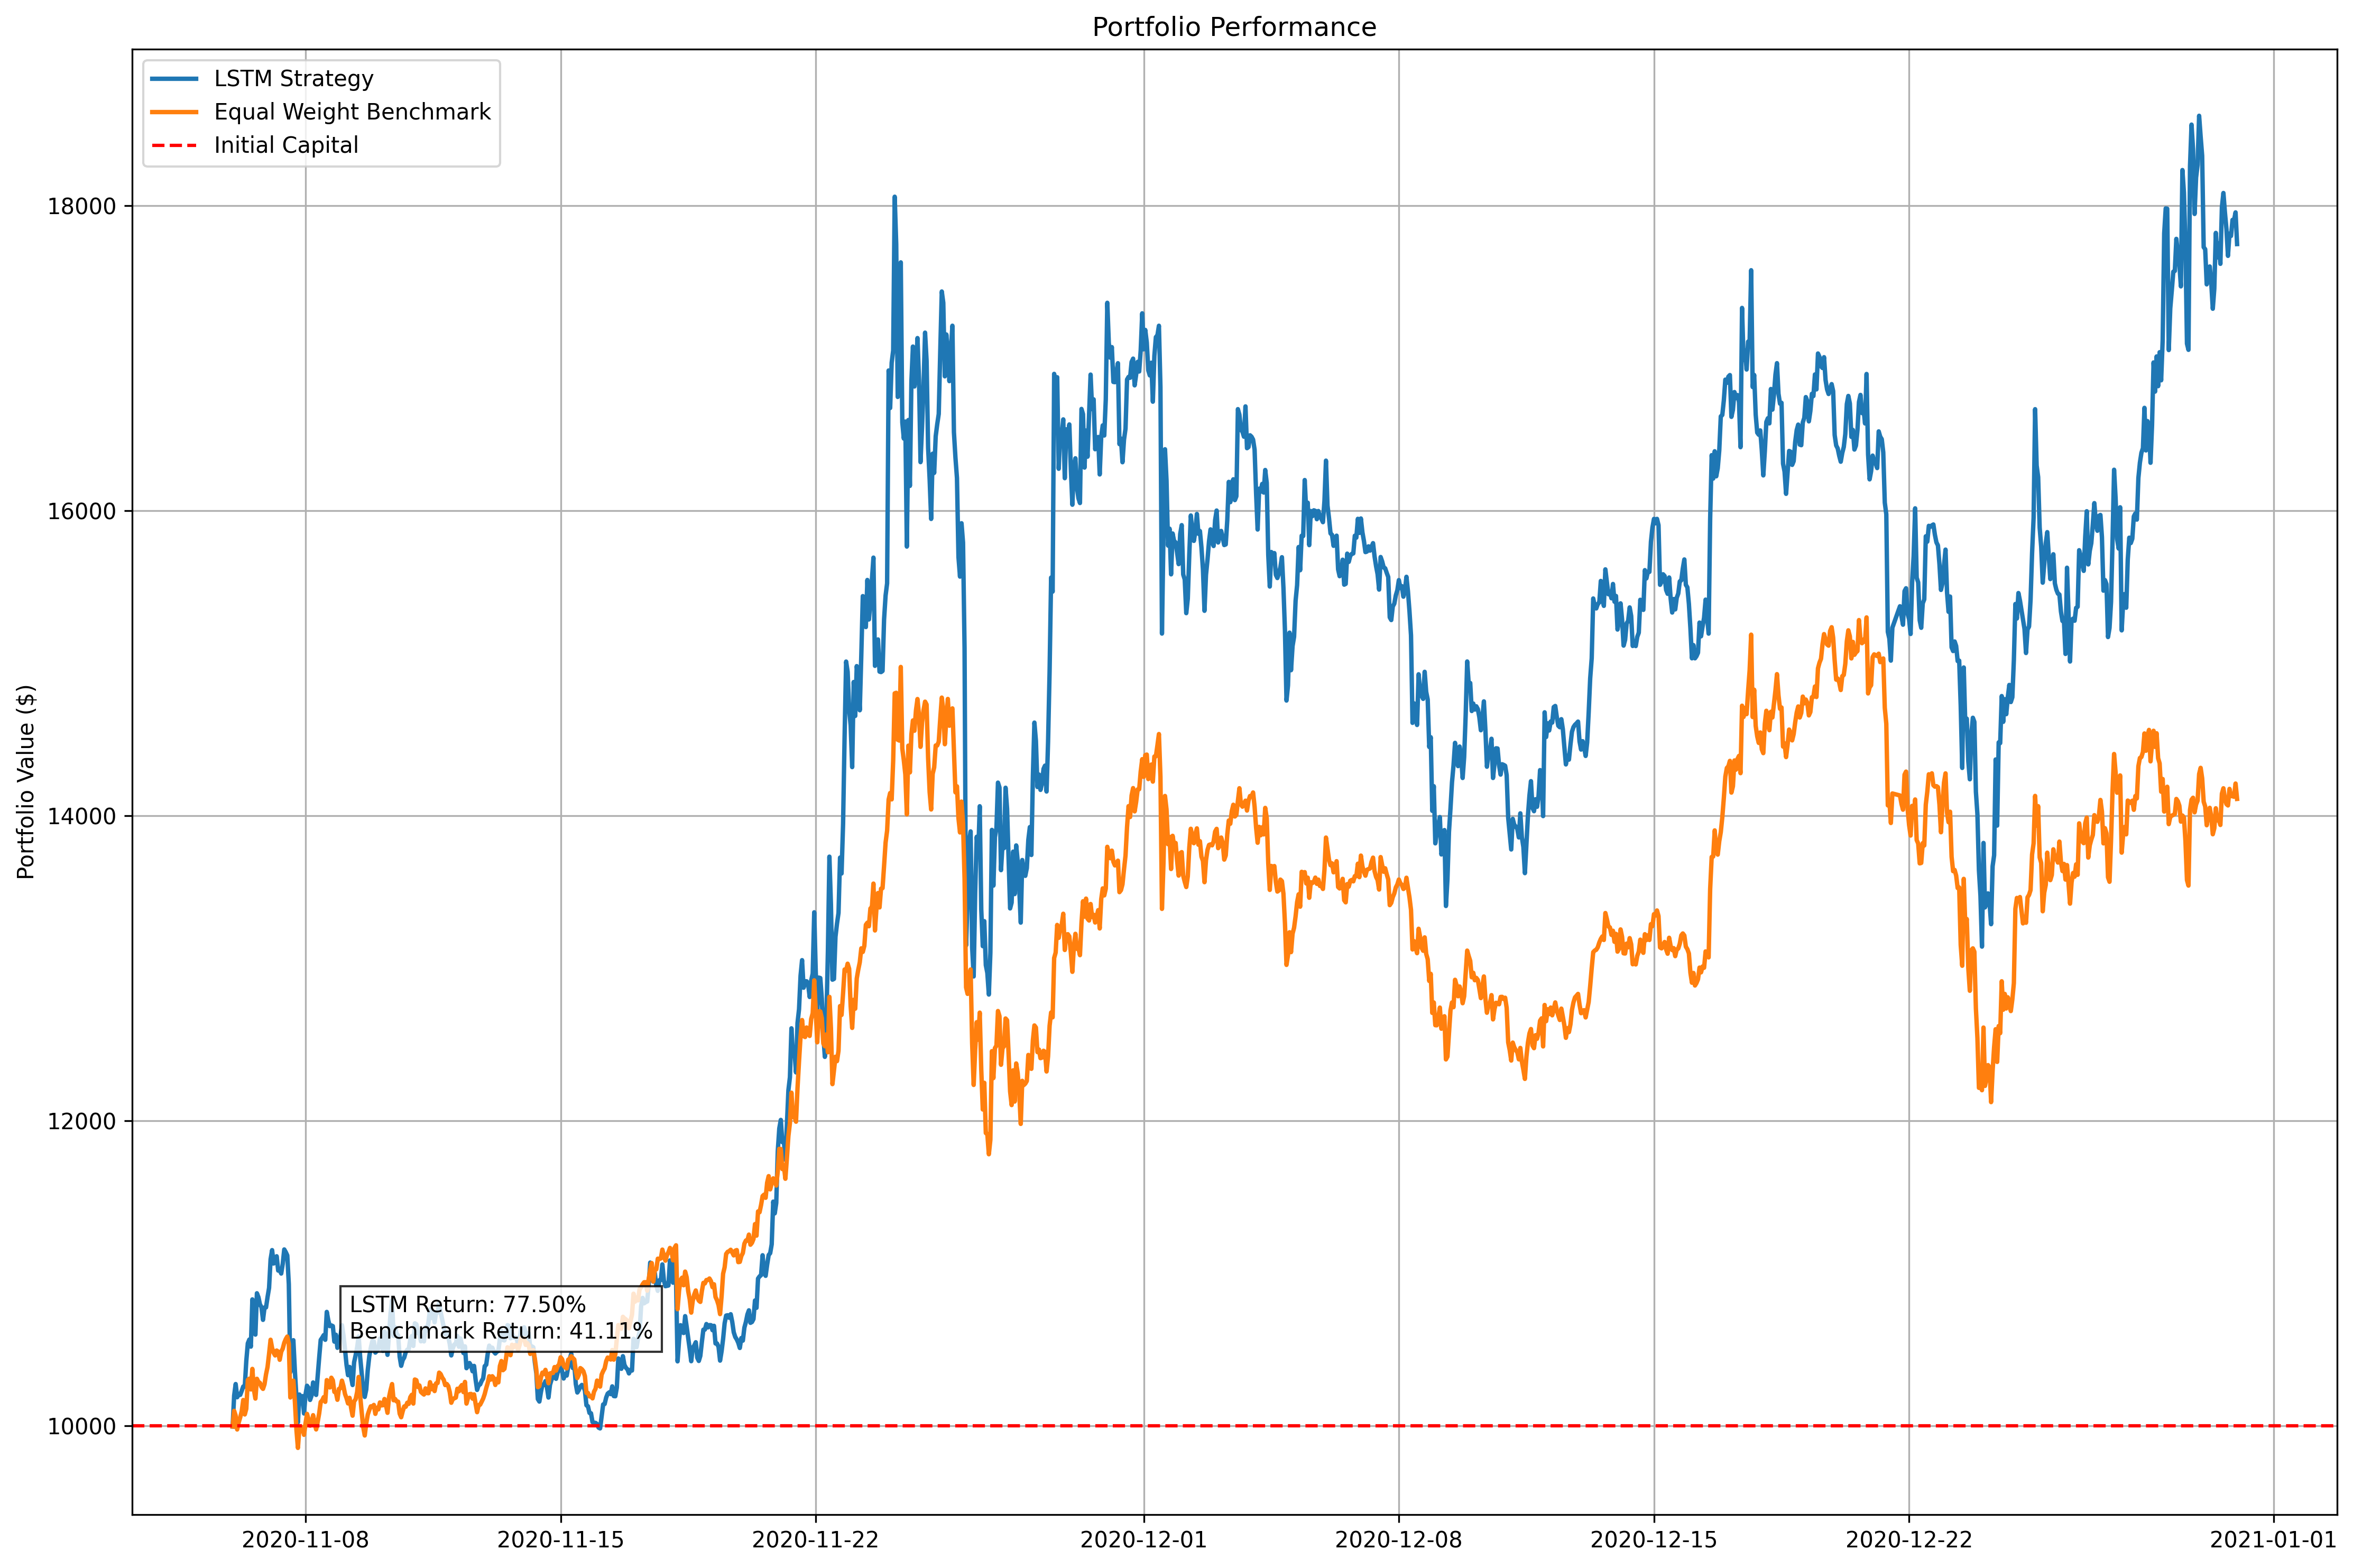 Portfolio Performance
LSTM Strategy
Equal Weight Benchmark
Initial Capital
Portfolio Value ($)
18000
16000
14000
12000
10000
LSTM Return: 77.50%
Benchmark Return: 41.11%
2020-11-08
2020-11-15
2020-11-22
2020-12-01
2020-12-08
2020-12-15
2020-12-22
2021-01-01